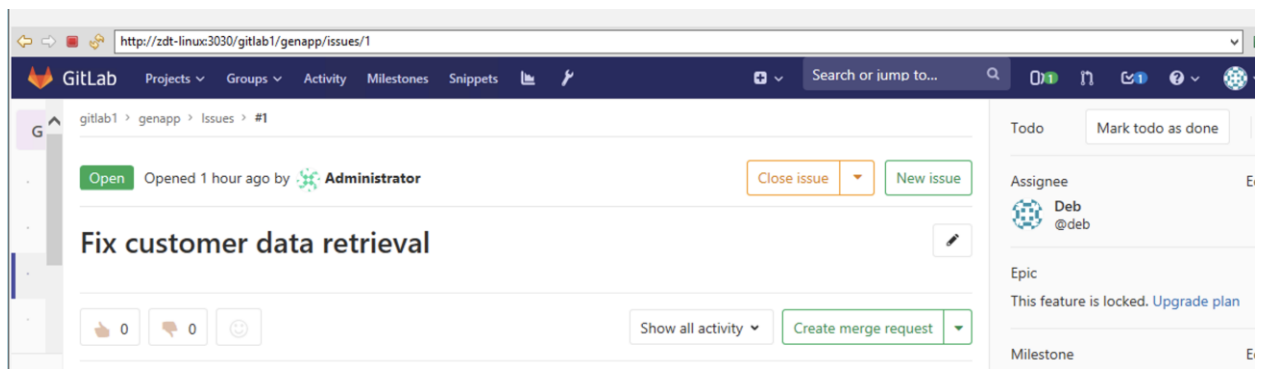 http://zdt-linux:3030/gitlab1/genapp/issues/1
GitLab Projects Groups Activity Milestones Snippets Search or jump to... 1 1
G
gitlab1 > genapp > Issues > #1
Open Opened 1 hour ago by Administrator
Close issue New issue
Fix customer data retrieval
0 0
Show all activity Create merge request
Todo Mark todo as done
Assignee
Deb
@deb
Epic
This feature is locked. Upgrade plan
Milestone